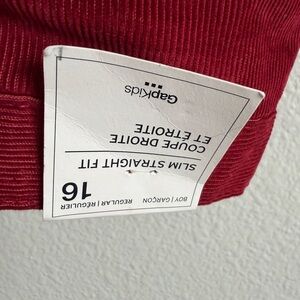 BOY | GARÇON
REGULAR | RÉGULIER
16
SLIM STRAIGHT FIT
COUPE DROITE
ET ÉTROITE
GapKids